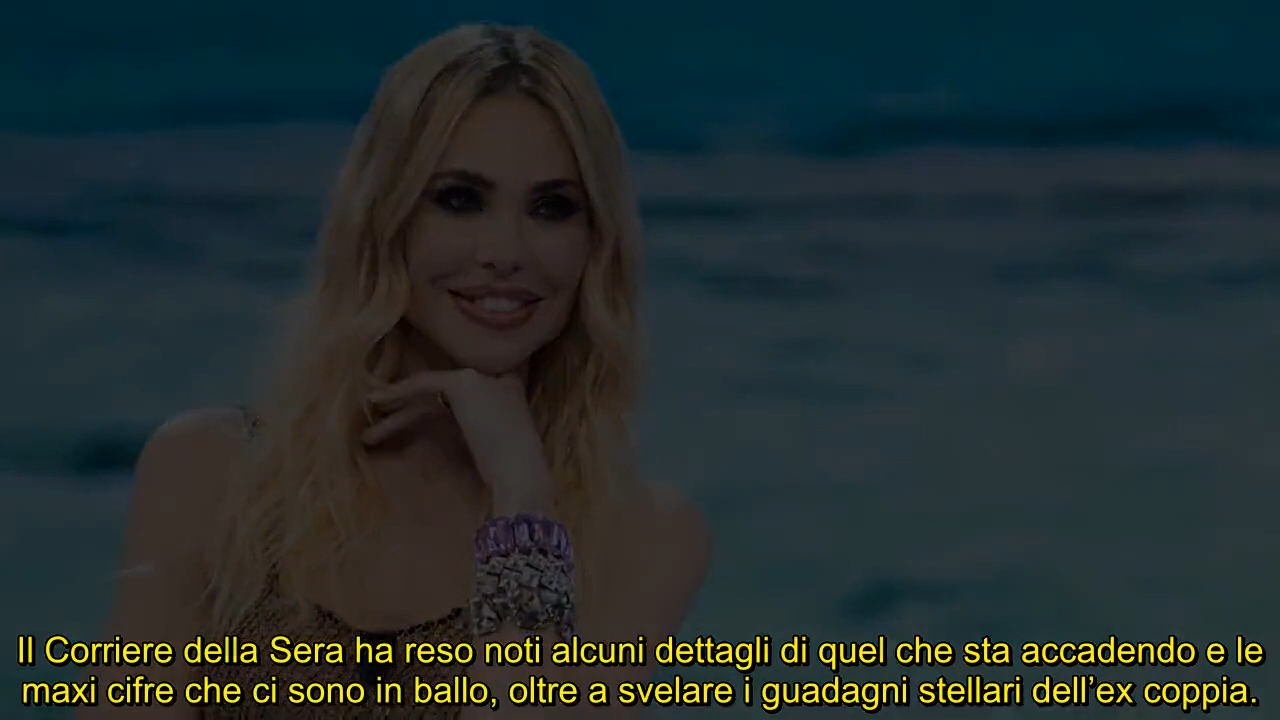 Il Corriere della Sera ha reso noti alcuni dettagli di quel che sta accadendo e le
maxi cifre che ci sono in ballo, oltre a svelare i guadagni stellari dell’ex coppia.